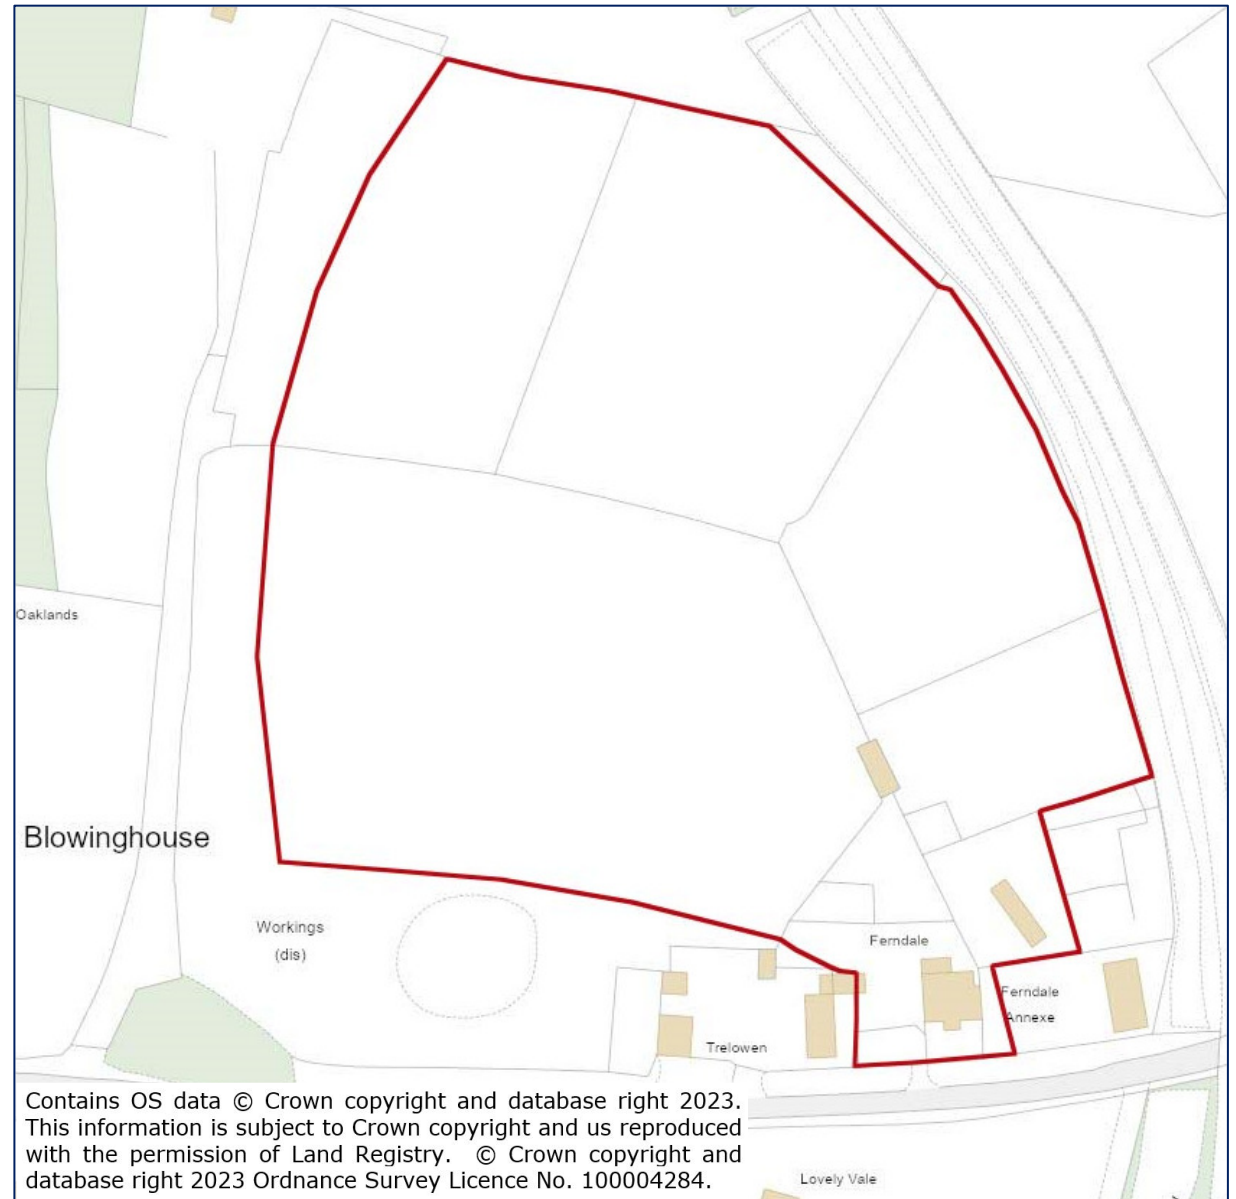 Oaklands
Blowinghouse
Workings
(dis)
Ferndale
Ferndale
Annexe
Trelowen
Contains OS data © Crown copyright and database right 2023.
This information is subject to Crown copyright and us reproduced
with the permission of Land Registry. © Crown copyright and
database right 2023 Ordnance Survey Licence No. 100004284.
Lovely Vale